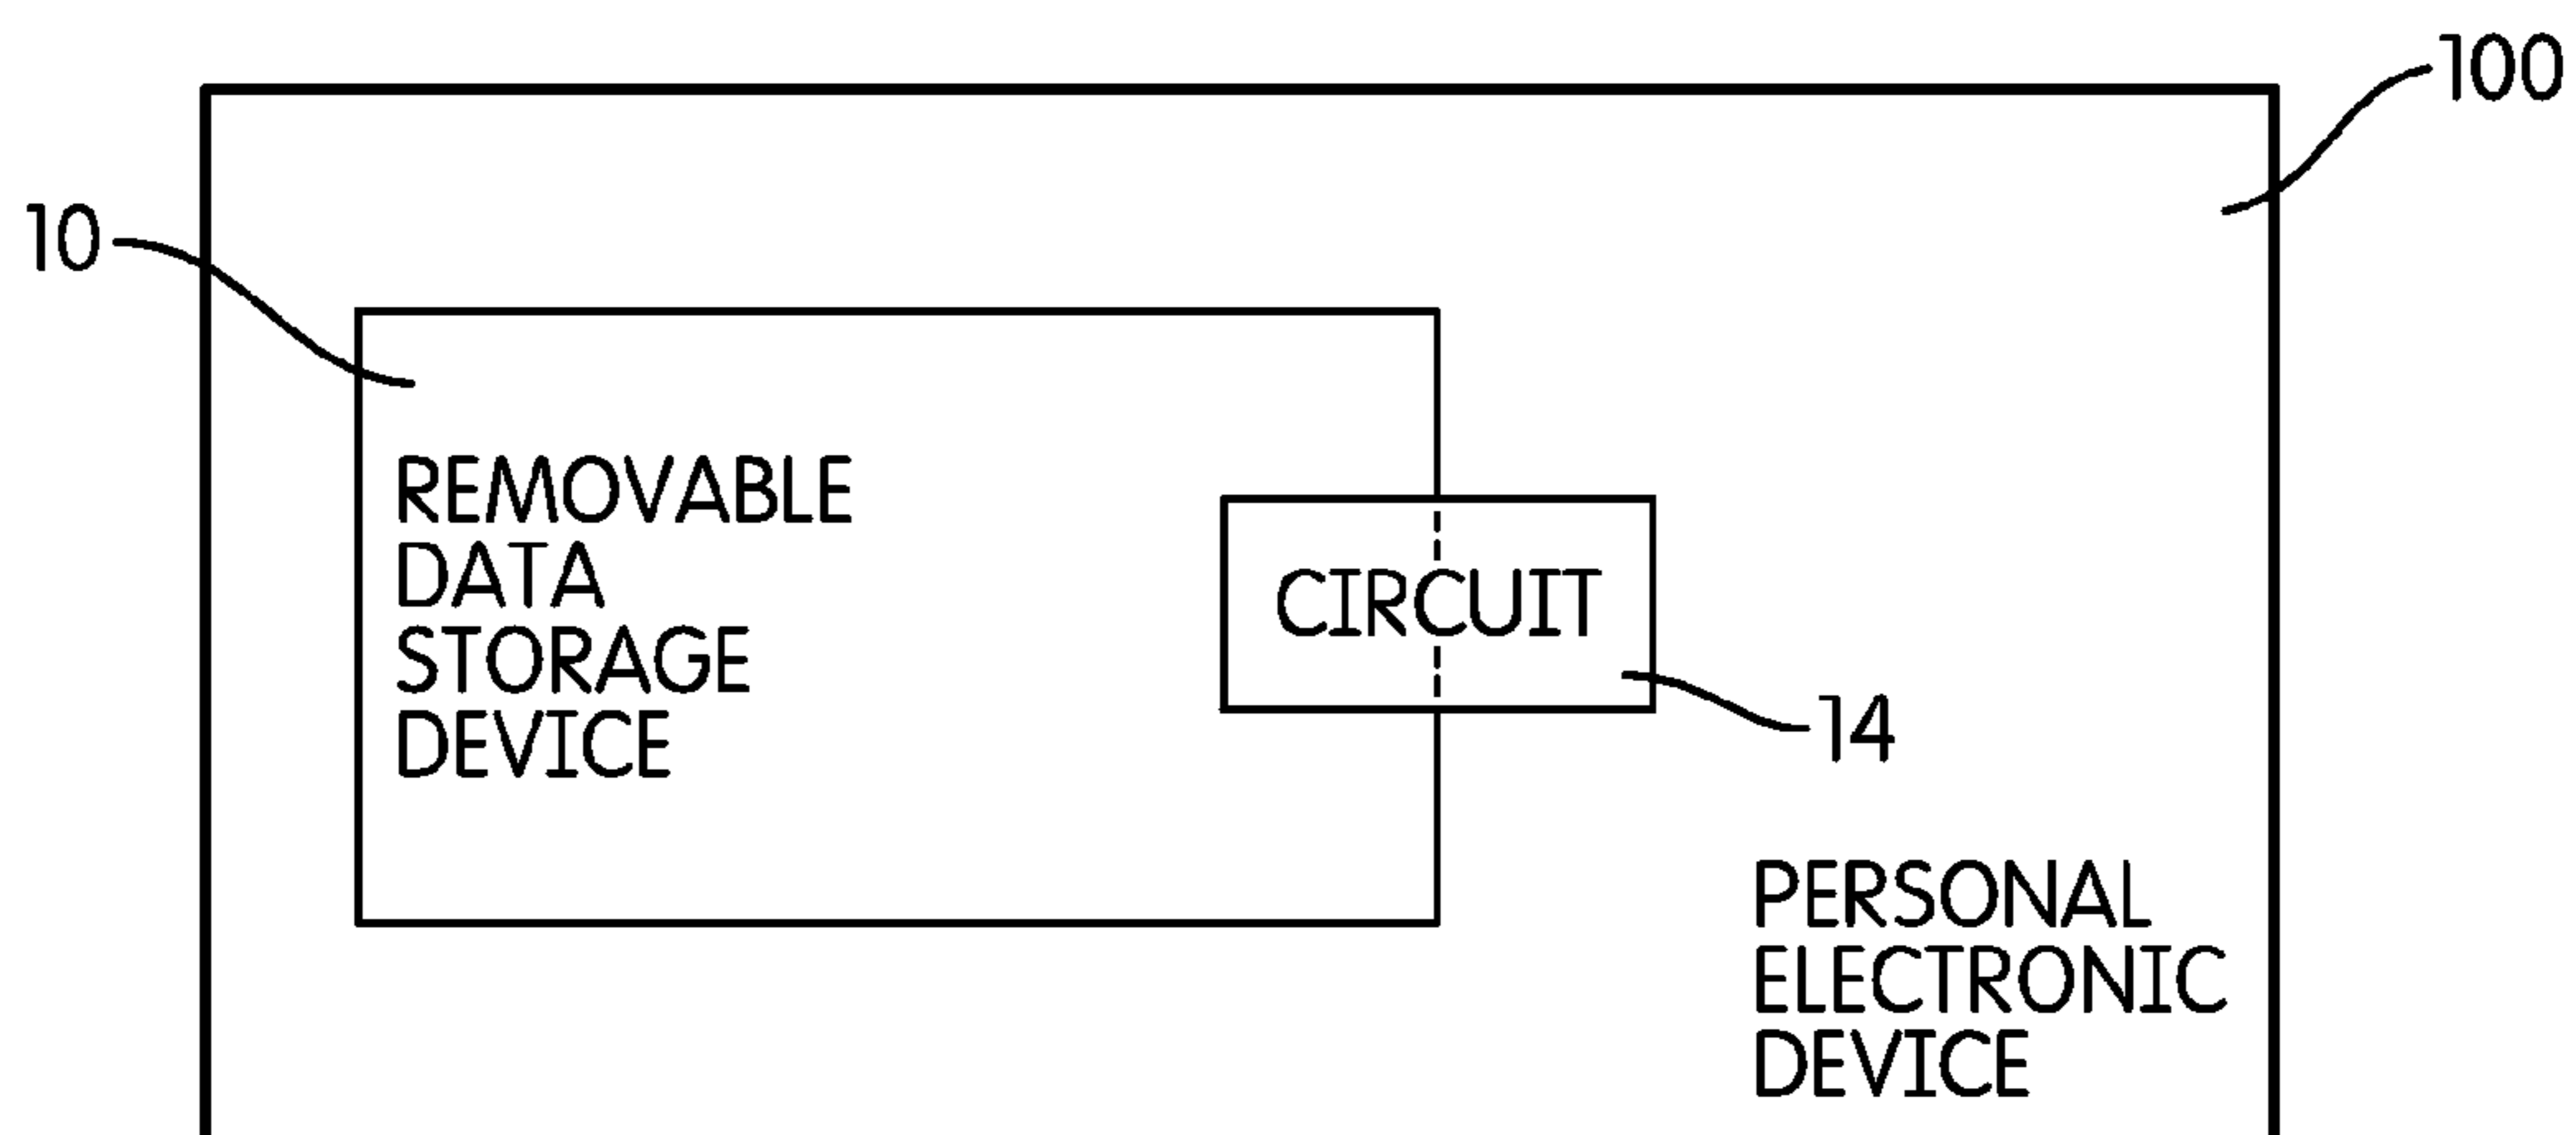 100
10
REMOVABLE
DATA
STORAGE
DEVICE
CIRCUIT
14
PERSONAL
ELECTRONIC
DEVICE